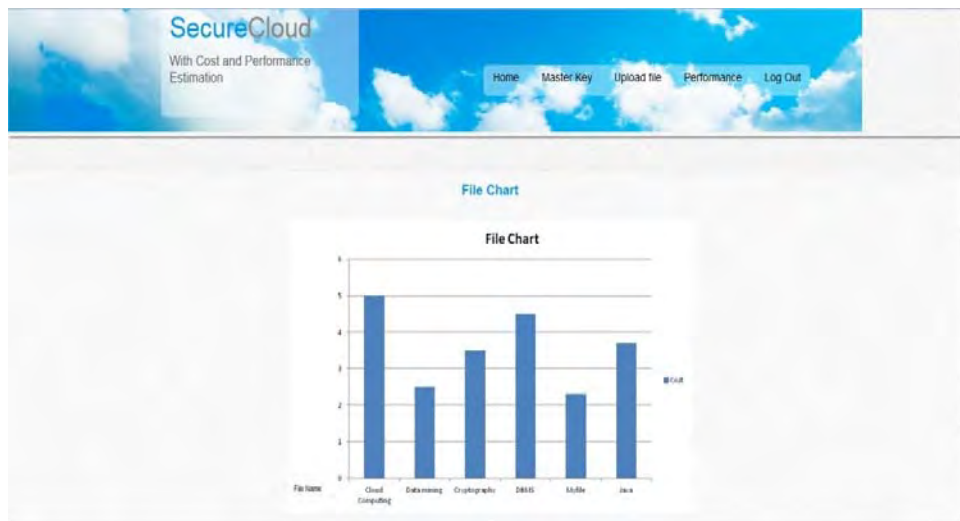 SecureCloud
With Cost and Performance
Estimation
Home Master Key Upload file Performance Log Out
File Chart
File Chart
6
5
4
3
2
1
0
File Name
Cloud Computing
Data mining
Cryptography
DBMS
Myfile
Java